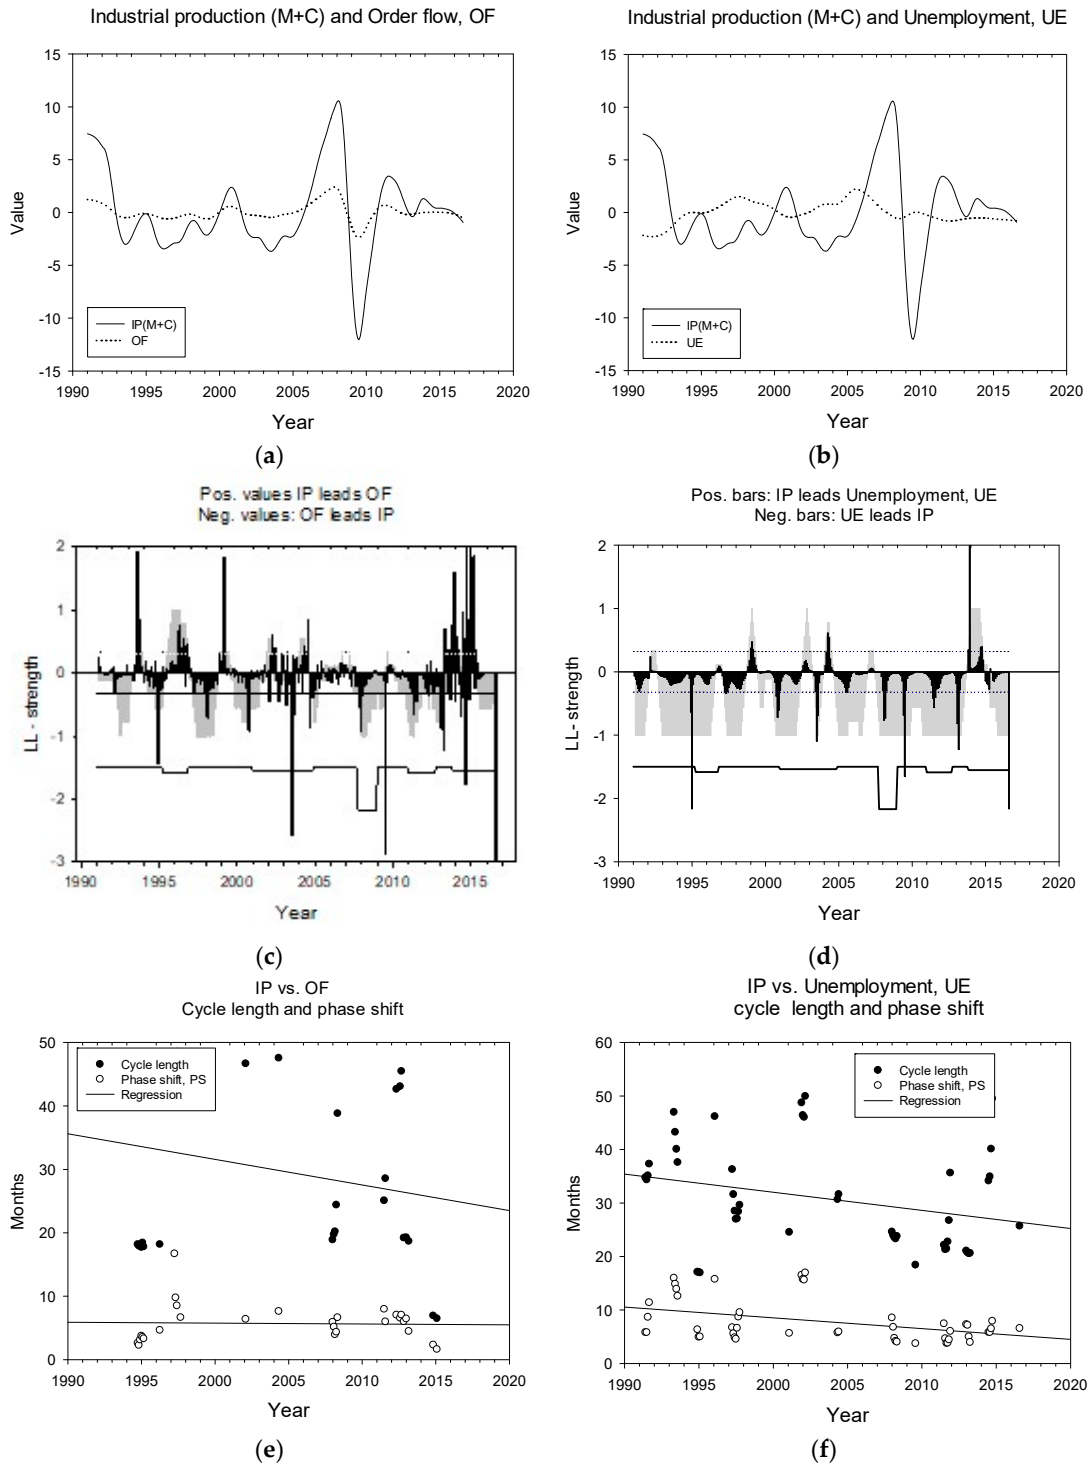 Industrial production (M+C) and Order flow, OF
15
10
5
0
-5
-10
-15
Value
IP(M+C)
OF
1990 1995 2000 2005 2010 2015 2020
Year
(a)
Industrial production (M+C) and Unemployment, UE
15
10
5
0
-5
-10
-15
Value
IP(M+C)
UE
1990 1995 2000 2005 2010 2015 2020
Year
(b)
Pos. values IP leads OF
Neg. values: OF leads IP
2
1
0
-1
-2
-3
LL - strength
1990 1995 2000 2005 2010 2015
Year
(c)
Pos. bars: IP leads Unemployment, UE
Neg. bars: UE leads IP
2
1
0
-1
-2
-3
LL- strength
1990 1995 2000 2005 2010 2015 2020
Year
(d)
IP vs. OF
Cycle length and phase shift
50
40
30
20
10
0
Months
Cycle length
Phase shift, PS
Regression
1990 1995 2000 2005 2010 2015 2020
Year
(e)
IP vs. Unemployment, UE
cycle length and phase shift
60
50
40
30
20
10
0
Months
Cycle length
Phase shift, PS
Regression
1990 1995 2000 2005 2010 2015 2020
Year
(f)